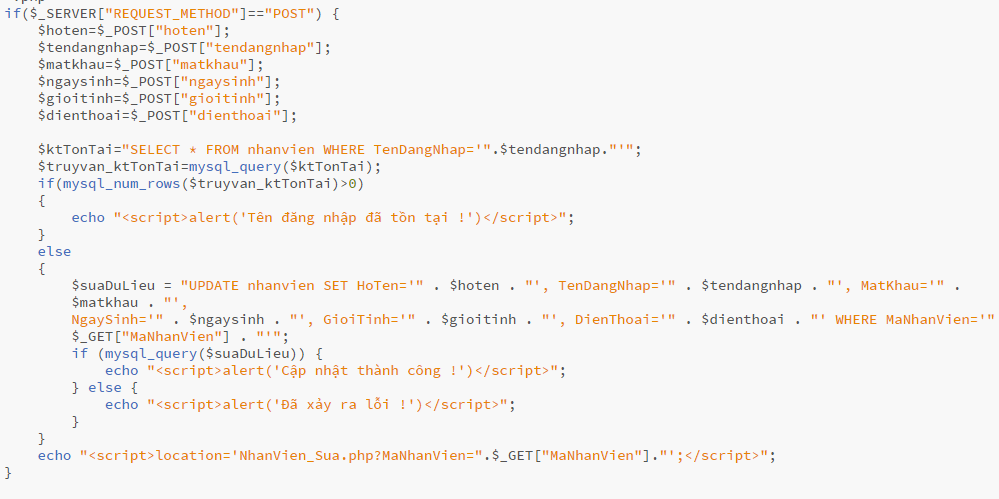 if($_SERVER["REQUEST_METHOD"]=="POST") {
$hoten=$_POST["hoten"];
$tendangnhap=$_POST["tendangnhap"];
$matkhau=$_POST["matkhau"];
$ngaysinh=$_POST["ngaysinh"];
$gioitinh=$_POST["gioitinh"];
$dienthoai=$_POST["dienthoai"];
$ktTonTai="SELECT * FROM nhanvien WHERE TenDangNhap='".$tendangnhap."'";
$truyvan_ktTonTai=mysql_query($ktTonTai);
if(mysql_num_rows($truyvan_ktTonTai)>0)
{
echo "<script>alert('Tên đăng nhập đã tồn tại !')</script>";
}
else
{
$suaDuLieu = "UPDATE nhanvien SET HoTen='" . $hoten . "', TenDangNhap='" . $tendangnhap . "', MatKhau='" .
$matkhau . "',
NgaySinh='" . $ngaysinh . "', GioiTinh='" . $gioitinh . "', DienThoai='" . $dienthoai . "' WHERE MaNhanVien='"
$_GET["MaNhanVien"] . "'";
if (mysql_query($suaDuLieu)) {
echo "<script>alert('Cập nhật thành công !')</script>";
} else {
echo "<script>alert('Đã xảy ra lỗi !')</script>";
}
}
echo "<script>location='NhanVien_Sua.php?MaNhanVien=".$_GET["MaNhanVien"]."';</script>";
}